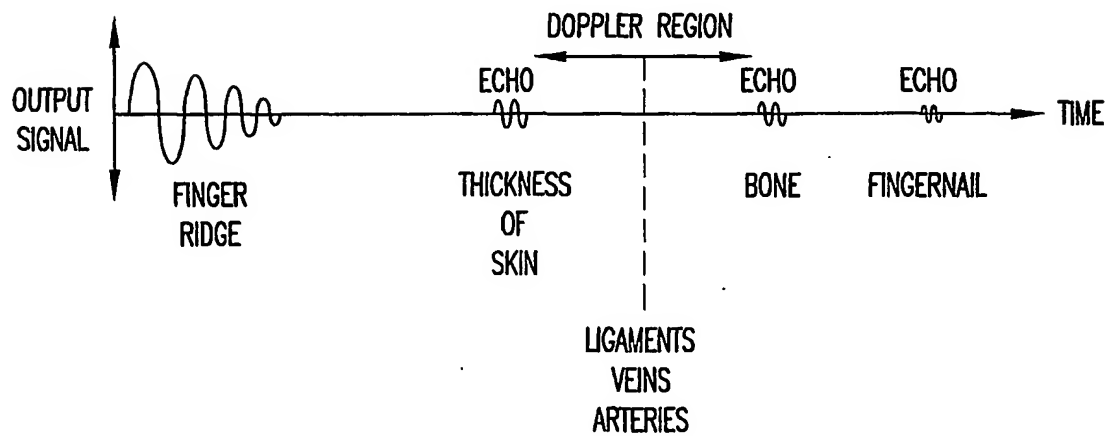 DOPPLER REGION
OUTPUT
SIGNAL
ECHO
ECHO
ECHO
TIME
FINGER
RIDGE
THICKNESS
OF
SKIN
BONE
FINGERNAIL
LIGAMENTS
VEINS
ARTERIES